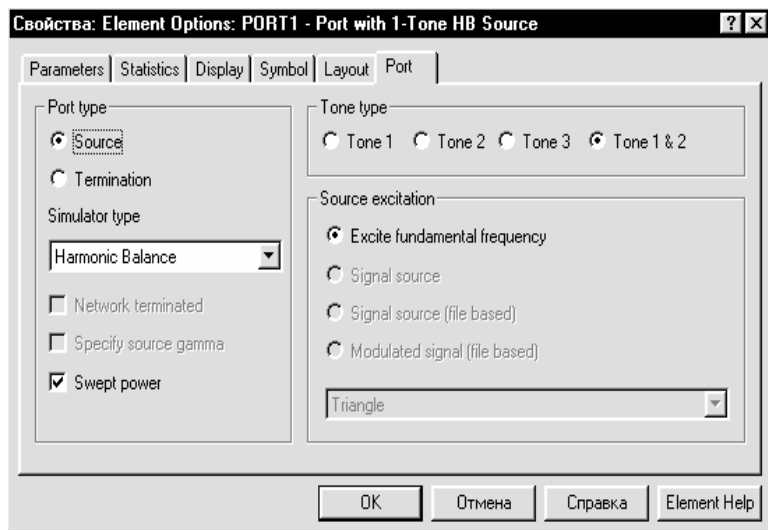 Свойства: Element Options: PORT1 - Port with 1-Tone HB Source
Parameters Statistics Display Symbol Layout Port
Port type
Source
Termination
Simulator type
Harmonic Balance
Network terminated
Specify source gamma
Swept power
Tone type
Tone 1 Tone 2 Tone 3 Tone 1 & 2
Source excitation
Excite fundamental frequency
Signal source
Signal source (file based)
Modulated signal (file based)
Triangle
OK Отмена Справка Element Help